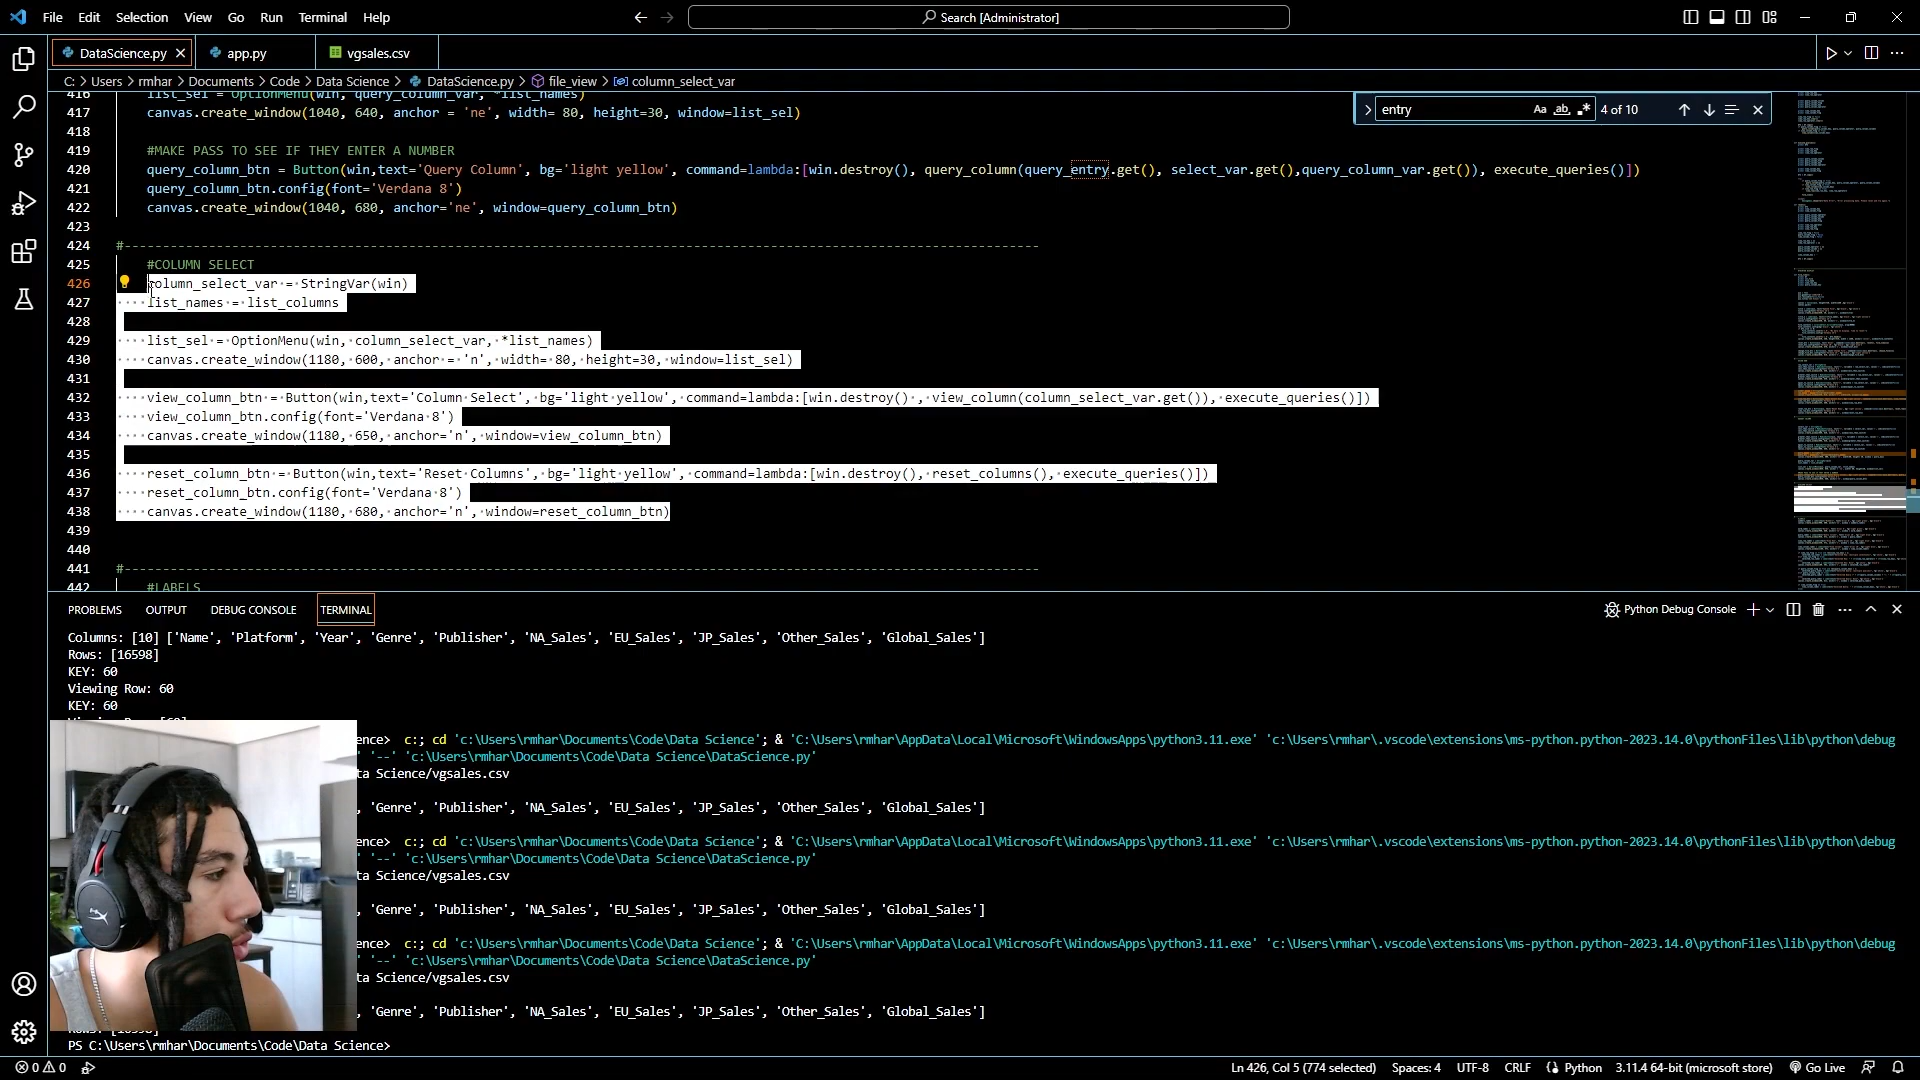 File Edit Selection View Go Run Terminal Help
Search [Administrator]
DataScience.py app.py vgsales.csv
C: > Users > rmhar > Documents > Code > Data Science > DataScience.py > file_view > column_select_var
entry Aa ab 4 of 10
416 list_sel = OptionMenu(win, query_column_var, *list_names)
417 canvas.create_window(1040, 640, anchor = 'ne', width= 80, height=30, window=list_sel)
418
419 #MAKE PASS TO SEE IF THEY ENTER A NUMBER
420 query_column_btn = Button(win,text='Query Column', bg='light yellow', command=lambda:[win.destroy(), query_column(query_entry.get(), select_var.get(),query_column_var.get()), execute_queries()])
421 query_column_btn.config(font='Verdana 8')
422 canvas.create_window(1040, 680, anchor='ne', window=query_column_btn)
423
424 #-----------------------------------------------------------------------------------------------------------------------
425 #COLUMN SELECT
426 column_select_var = StringVar(win)
427 list_names = list_columns
428
429 list_sel = OptionMenu(win, column_select_var, *list_names)
430 canvas.create_window(1180, 600, anchor = 'n', width= 80, height=30, window=list_sel)
431
432 view_column_btn = Button(win,text='Column Select', bg='light yellow', command=lambda:[win.destroy() , view_column(column_select_var.get()), execute_queries()])
433 view_column_btn.config(font='Verdana 8')
434 canvas.create_window(1180, 650, anchor='n', window=view_column_btn)
435
436 reset_column_btn = Button(win,text='Reset Columns', bg='light yellow', command=lambda:[win.destroy(), reset_columns(), execute_queries()])
437 reset_column_btn.config(font='Verdana 8')
438 canvas.create_window(1180, 680, anchor='n', window=reset_column_btn)
439
440
441 #-----------------------------------------------------------------------------------------------------------------------
442 #LABELS
PROBLEMS OUTPUT DEBUG CONSOLE TERMINAL Python Debug Console
Columns: [10] ['Name', 'Platform', 'Year', 'Genre', 'Publisher', 'NA_Sales', 'EU_Sales', 'JP_Sales', 'Other_Sales', 'Global_Sales']
Rows: [16598]
KEY: 60
Viewing Row: 60
KEY: 60
ence> c:; cd 'c:\Users\rmhar\Documents\Code\Data Science'; & 'C:\Users\rmhar\AppData\Local\Microsoft\WindowsApps\python3.11.exe' 'c:\Users\rmhar\.vscode\extensions\ms-python.python-2023.14.0\pythonFiles\lib\python\debug
' '--' 'c:\Users\rmhar\Documents\Code\Data Science\DataScience.py'
ta Science/vgsales.csv
, 'Genre', 'Publisher', 'NA_Sales', 'EU_Sales', 'JP_Sales', 'Other_Sales', 'Global_Sales']
ence> c:; cd 'c:\Users\rmhar\Documents\Code\Data Science'; & 'C:\Users\rmhar\AppData\Local\Microsoft\WindowsApps\python3.11.exe' 'c:\Users\rmhar\.vscode\extensions\ms-python.python-2023.14.0\pythonFiles\lib\python\debug
' '--' 'c:\Users\rmhar\Documents\Code\Data Science\DataScience.py'
ta Science/vgsales.csv
, 'Genre', 'Publisher', 'NA_Sales', 'EU_Sales', 'JP_Sales', 'Other_Sales', 'Global_Sales']
ence> c:; cd 'c:\Users\rmhar\Documents\Code\Data Science'; & 'C:\Users\rmhar\AppData\Local\Microsoft\WindowsApps\python3.11.exe' 'c:\Users\rmhar\.vscode\extensions\ms-python.python-2023.14.0\pythonFiles\lib\python\debug
' '--' 'c:\Users\rmhar\Documents\Code\Data Science\DataScience.py'
ta Science/vgsales.csv
, 'Genre', 'Publisher', 'NA_Sales', 'EU_Sales', 'JP_Sales', 'Other_Sales', 'Global_Sales']
PS C:\Users\rmhar\Documents\Code\Data Science>
0 0 Ln 426, Col 5 (774 selected) Spaces: 4 UTF-8 CRLF Python 3.11.4 64-bit (microsoft store) Go Live